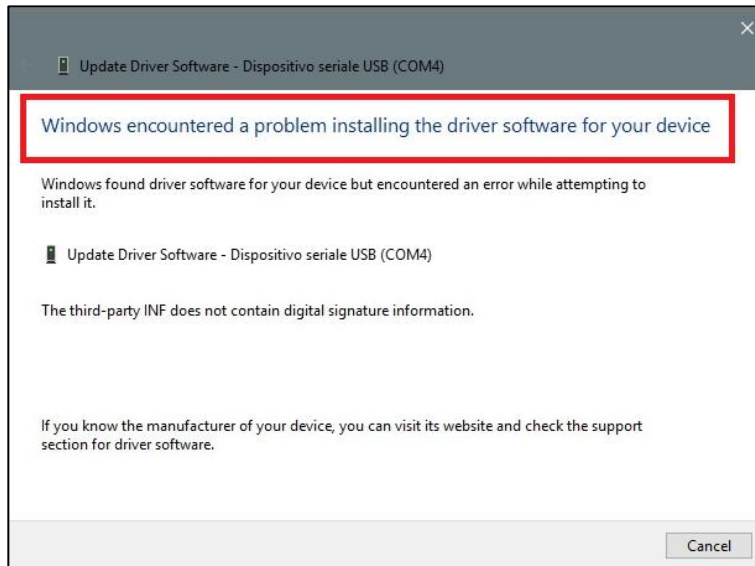 Update Driver Software - Dispositivo seriale USB (COM4)
Windows encountered a problem installing the driver software for your device
Windows found driver software for your device but encountered an error while attempting to
install it.
Update Driver Software - Dispositivo seriale USB (COM4)
The third-party INF does not contain digital signature information.
If you know the manufacturer of your device, you can visit its website and check the support
section for driver software.
Cancel